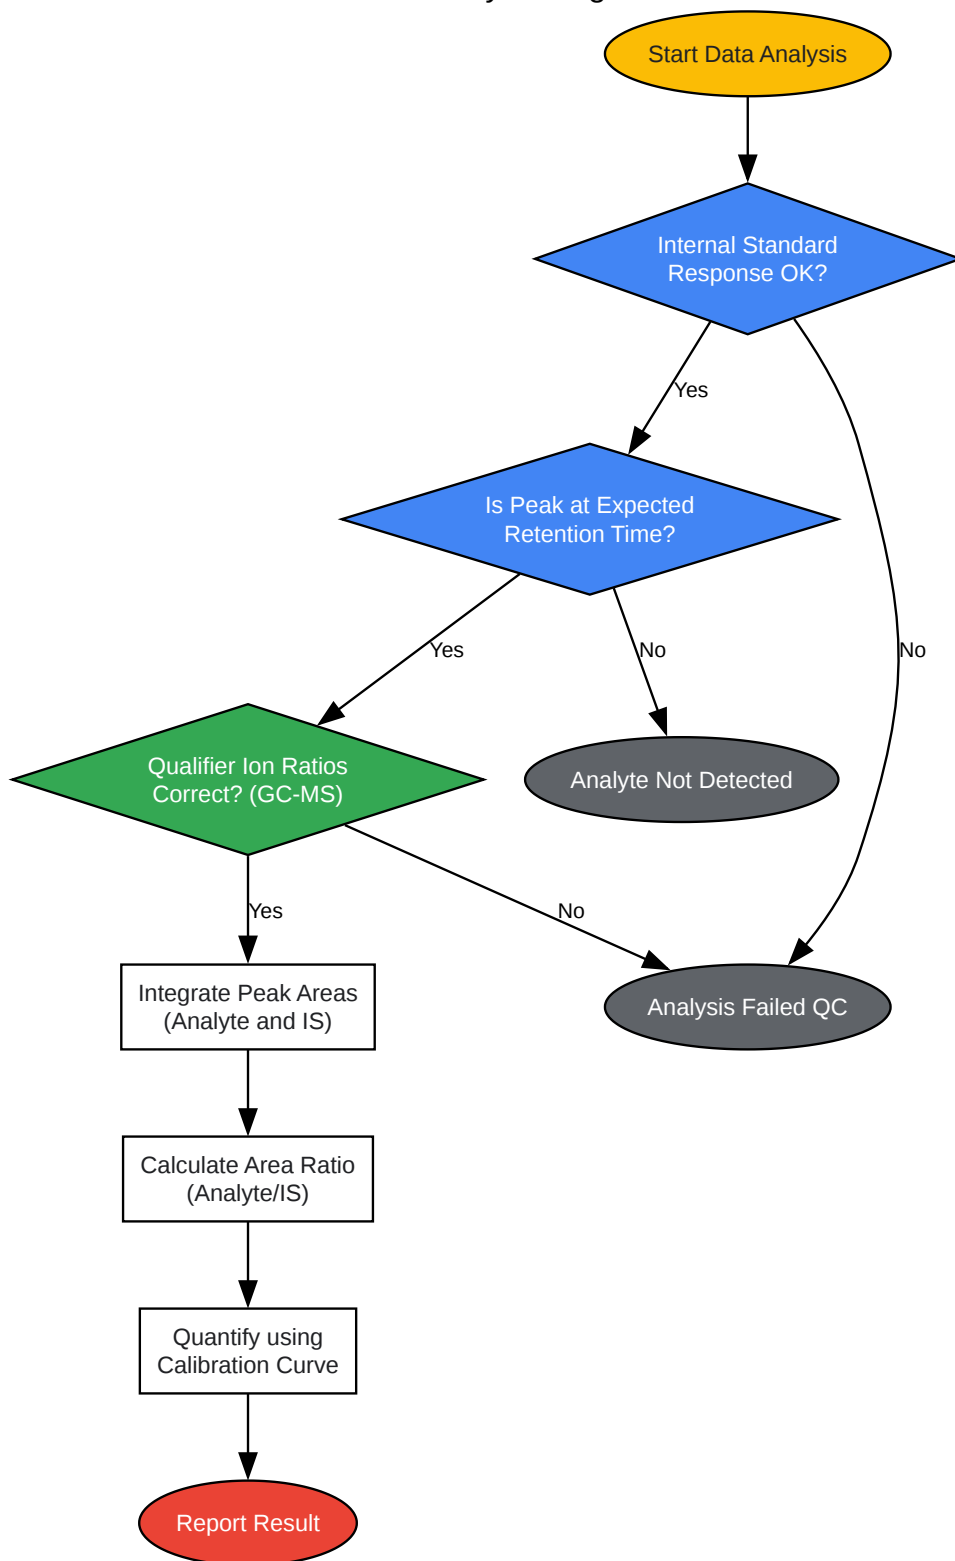 Start Data Analysis
Internal Standard
Response OK?
Yes
Is Peak at Expected
Retention Time?
Yes
No
No
Qualifier Ion Ratios
Correct? (GC-MS)
Analyte Not Detected
Yes
No
Integrate Peak Areas
(Analyte and IS)
Analysis Failed QC
Calculate Area Ratio
(Analyte/IS)
Quantify using
Calibration Curve
Report Result